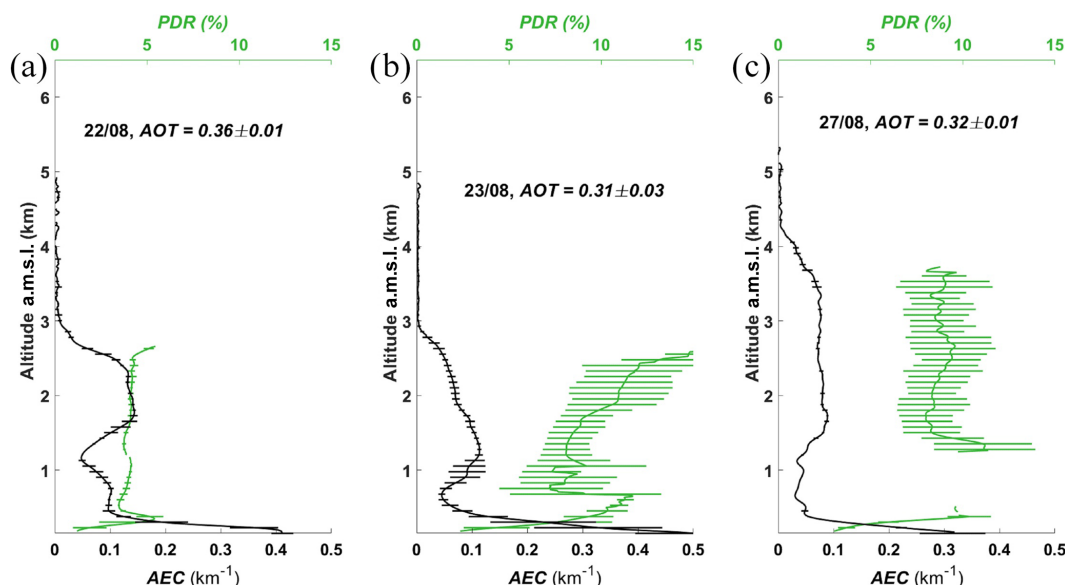 PDR (%)
0 5 10 15
(a)
22/08, AOT = 0.36±0.01
6
5
4
3
2
1
Altitude a.m.s.l. (km)
0 0.1 0.2 0.3 0.4 0.5
AEC (km-1)
PDR (%)
0 5 10 15
(b)
23/08, AOT = 0.31±0.03
6
5
4
3
2
1
Altitude a.m.s.l. (km)
0 0.1 0.2 0.3 0.4 0.5
AEC (km-1)
PDR (%)
0 5 10 15
(c)
27/08, AOT = 0.32±0.01
6
5
4
3
2
1
Altitude a.m.s.l. (km)
0 0.1 0.2 0.3 0.4 0.5
AEC (km-1)